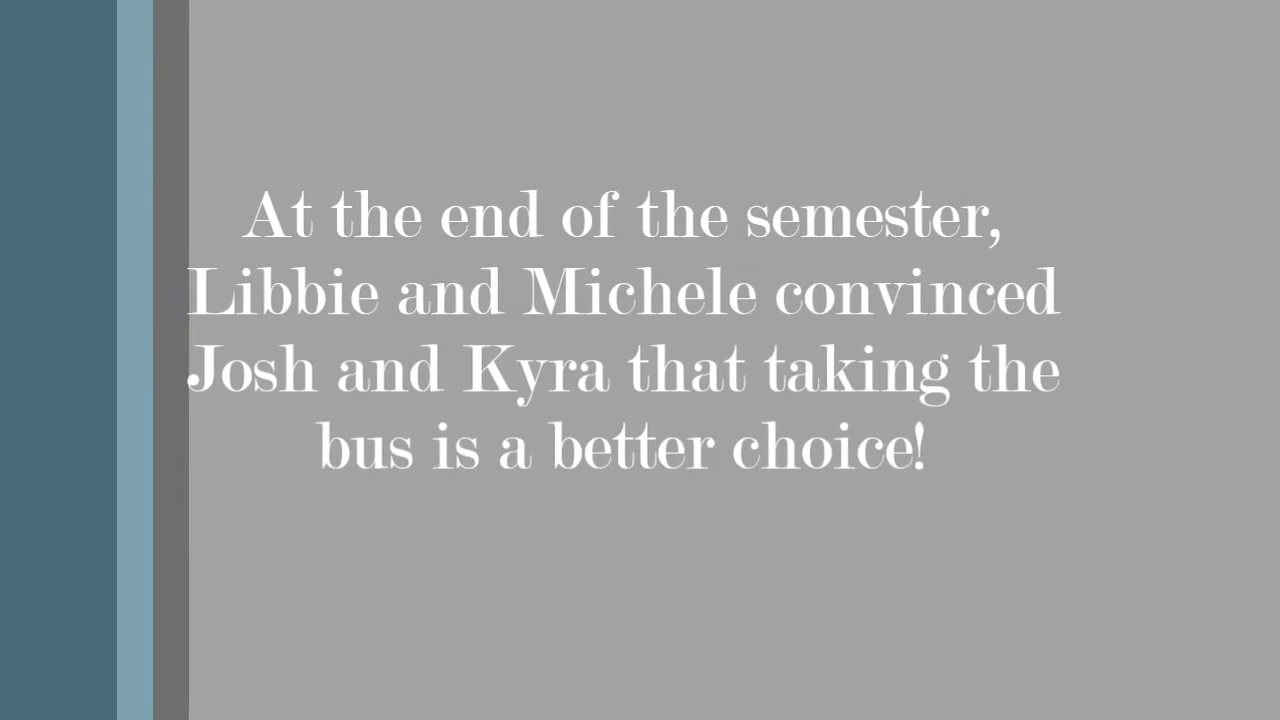 At the end of the semester,
Libbie and Michele convinced
Josh and Kyra that taking the
bus is a better choice!